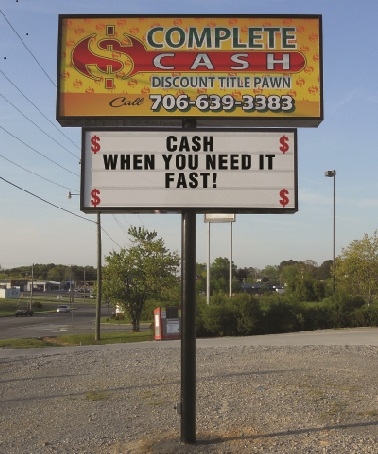 $ COMPLETE
CASH
DISCOUNT TITLE PAWN
Call 706-639-3383
$ CASH $
WHEN YOU NEED IT
$ FAST! $